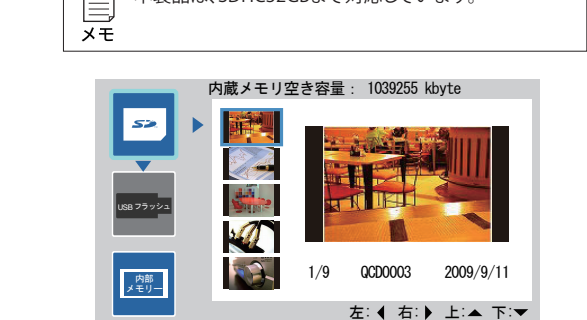 本製品は、SDHC32GBまで対応しています。
メモ
内蔵メモリ空き容量： 1039255 kbyte
SD
USB フラッシュ
内部
メモリー
1/9 QCD0003 2009/9/11
左:◀ 右:▶ 上:▲ 下:▼